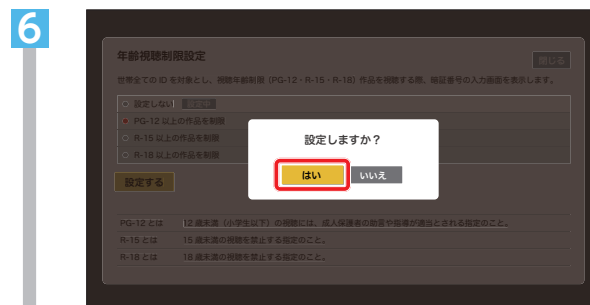 6
年齢視聴制限設定
閉じる
世帯全ての ID を対象とし、視聴年齢制限（PG-12・R-15・R-18）作品を視聴する際、暗証番号の入力画面を表示します。
設定しない 設定中
PG-12 以上の作品を制限
R-15 以上の作品を制限
R-18 以上の作品を制限
設定しますか？
はい いいえ
設定する
PG-12 とは 12 歳未満（小学生以下）の視聴には、成人保護者の助言や指導が適当とされる指定のこと。
R-15 とは 15 歳未満の視聴を禁止する指定のこと。
R-18 とは 18 歳未満の視聴を禁止する指定のこと。